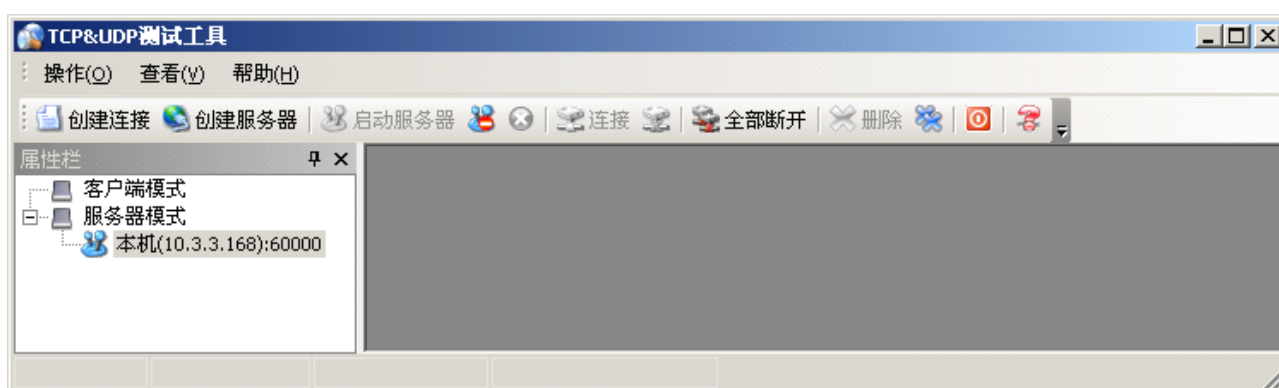 TCP&UDP测试工具
操作(O) 查看(V) 帮助(H)
创建连接 创建服务器 启动服务器 连接 全部断开 删除
属性栏
客户端模式
服务器模式
本机(10.3.3.168):60000